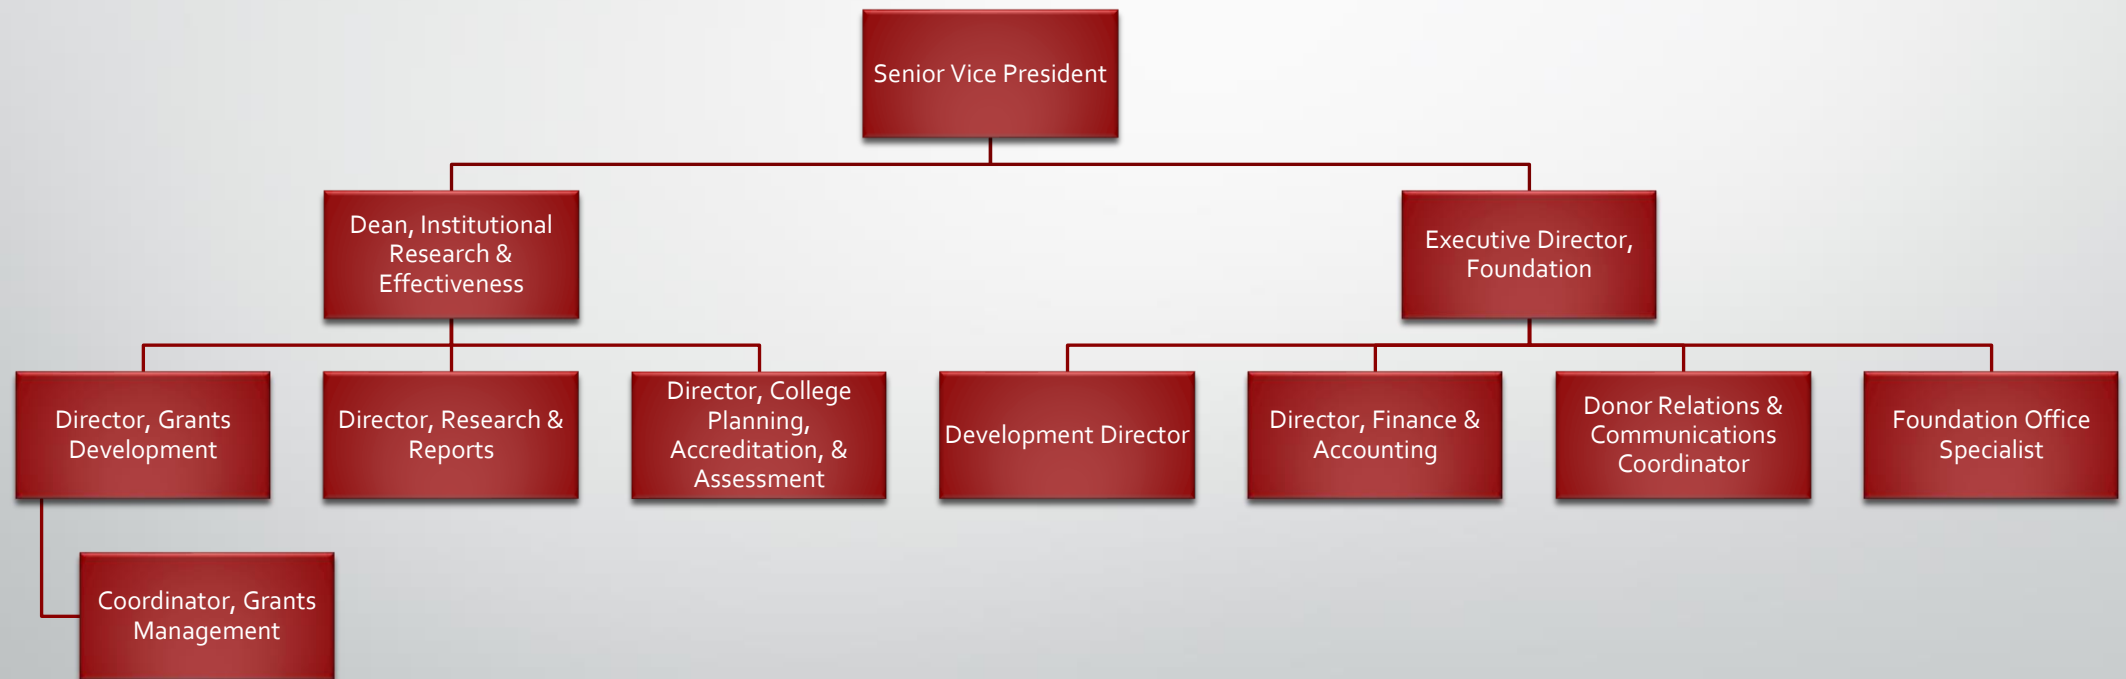 Senior Vice President
Dean, Institutional
Research &
Effectiveness
Executive Director,
Foundation
Director, Grants
Development
Director, Research &
Reports
Director, College
Planning,
Accreditation, &
Assessment
Development Director
Director, Finance &
Accounting
Donor Relations &
Communications
Coordinator
Foundation Office
Specialist
Coordinator, Grants
Management